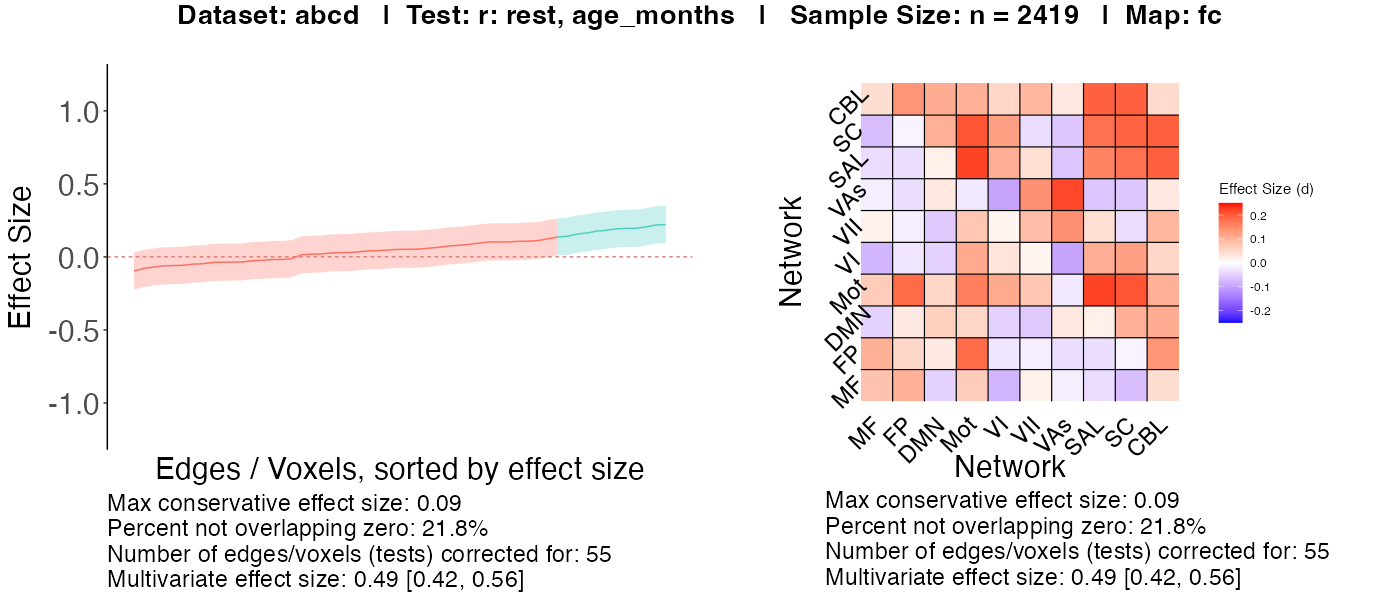 Dataset: abcd | Test: r: rest, age_months | Sample Size: n = 2419 | Map: fc
Effect Size
1.0
0.5
0.0
-0.5
-1.0
Edges / Voxels, sorted by effect size
Max conservative effect size: 0.09
Percent not overlapping zero: 21.8%
Number of edges/voxels (tests) corrected for: 55
Multivariate effect size: 0.49 [0.42, 0.56]
Network
CBL
SC
SAL
VAs
VII
VI
Mot
DMN
FP
MF
MF
FP
DMN
Mot
VI
VII
VAs
SAL
SC
CBL
Network
Effect Size (d)
0.2
0.1
0.0
-0.1
-0.2
Max conservative effect size: 0.09
Percent not overlapping zero: 21.8%
Number of edges/voxels (tests) corrected for: 55
Multivariate effect size: 0.49 [0.42, 0.56]